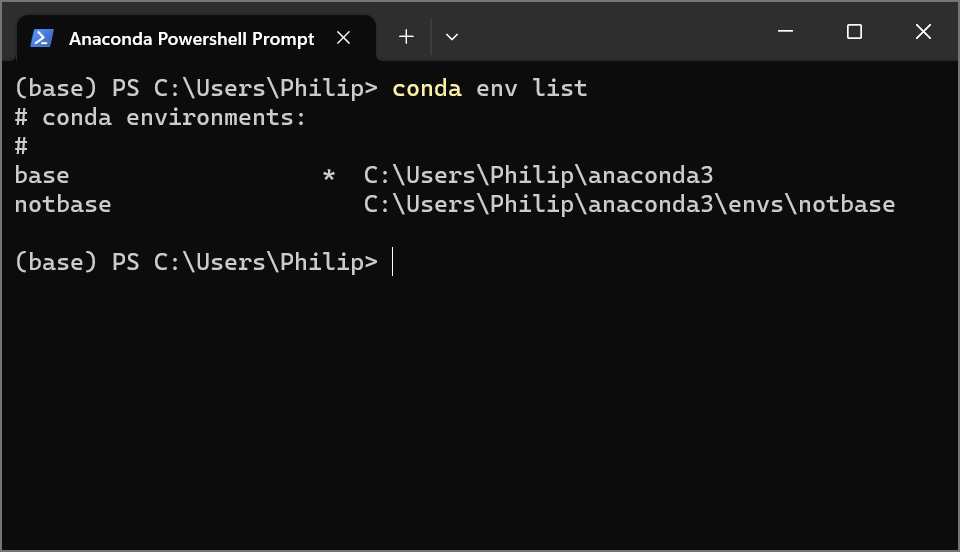 Anaconda Powershell Prompt
(base) PS C:\Users\Philip> conda env list
# conda environments:
#
base                  *  C:\Users\Philip\anaconda3
notbase                  C:\Users\Philip\anaconda3\envs\notbase
(base) PS C:\Users\Philip>